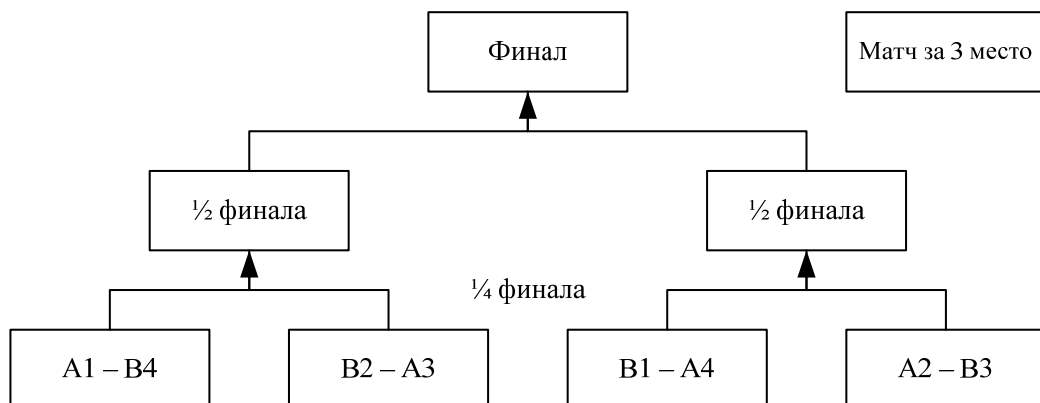 Финал
Матч за 3 место
½ финала
½ финала
¼ финала
A1 – B4
B2 – A3
B1 – A4
A2 – B3